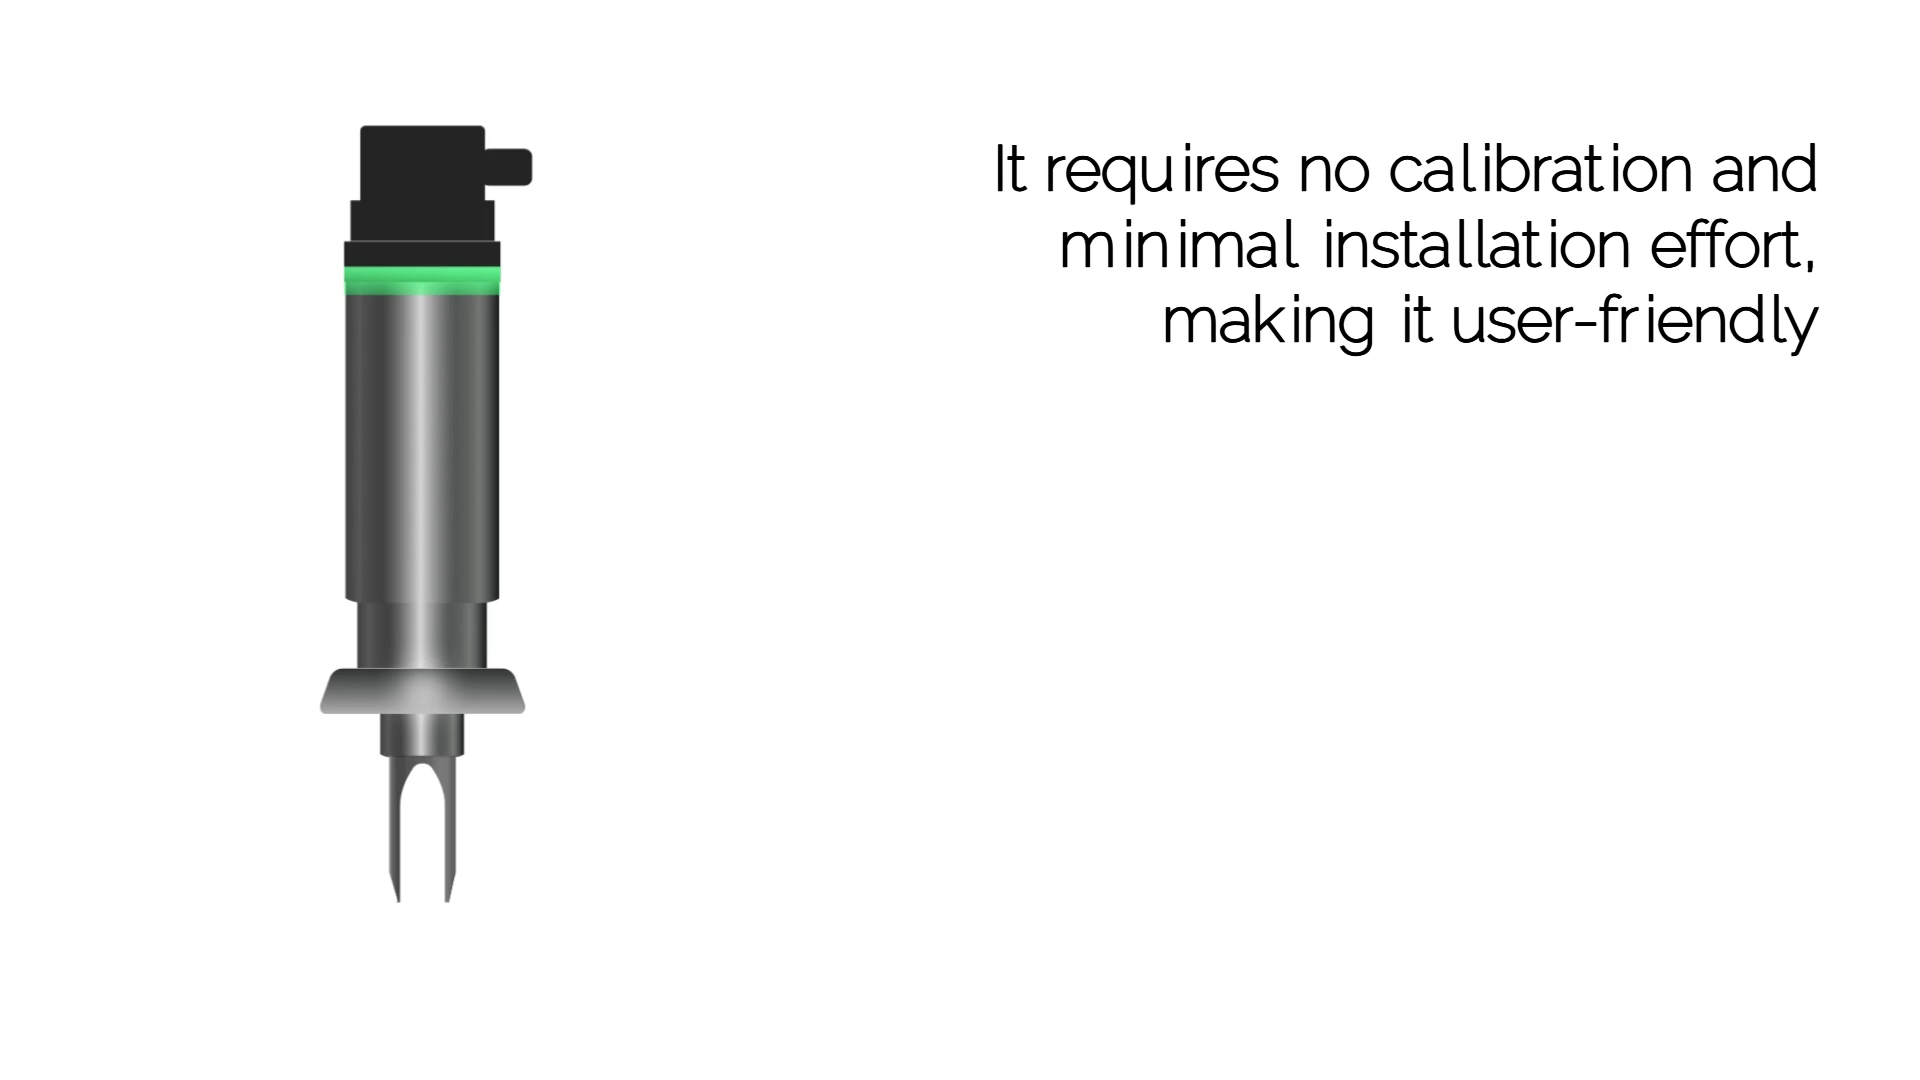 It requires no calibration and
minimal installation effort,
making it user-friendly